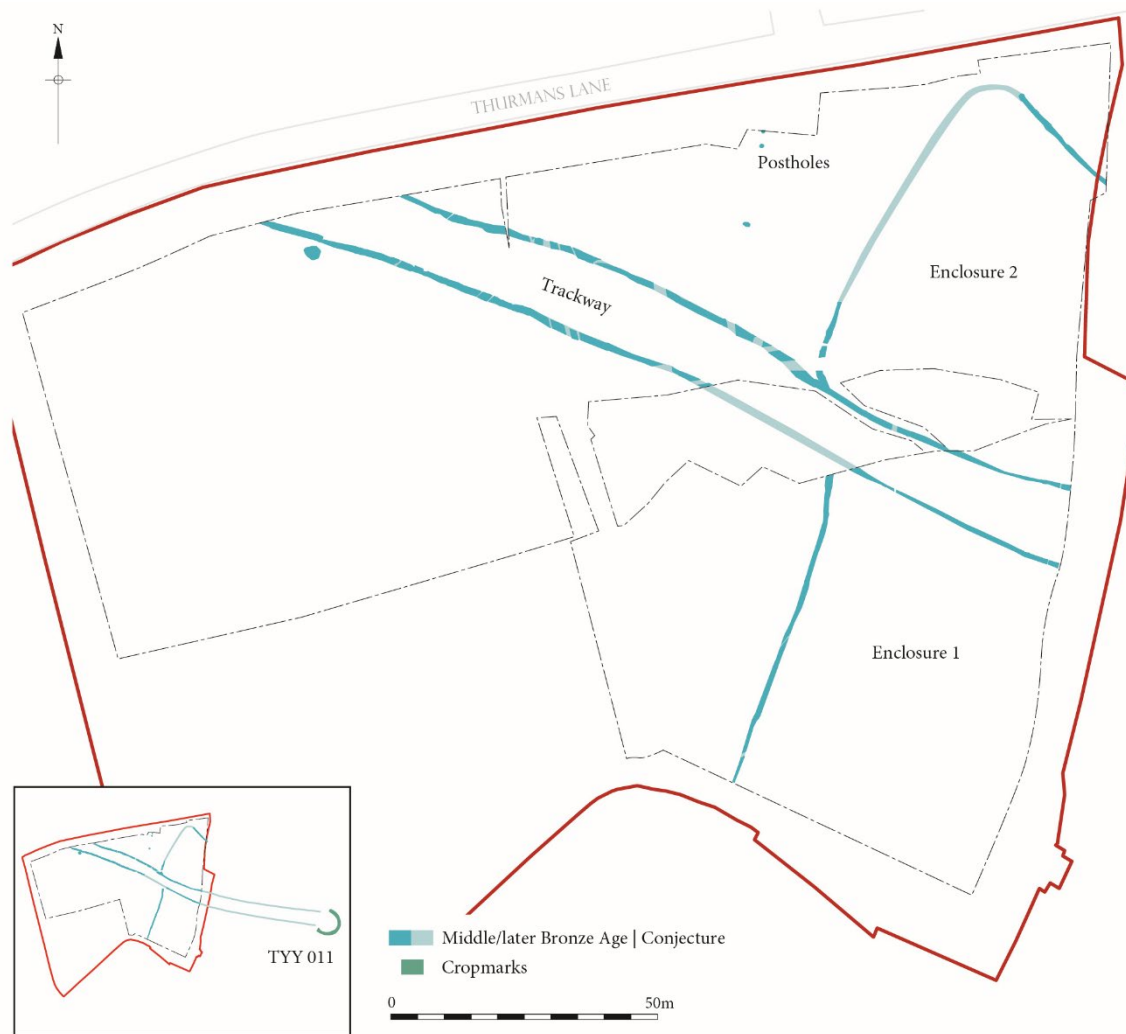 N
THURMANS LANE
Postholes
Enclosure 2
Trackway
Enclosure 1
TYY 011
Middle/later Bronze Age | Conjecture
Cropmarks
0 50m